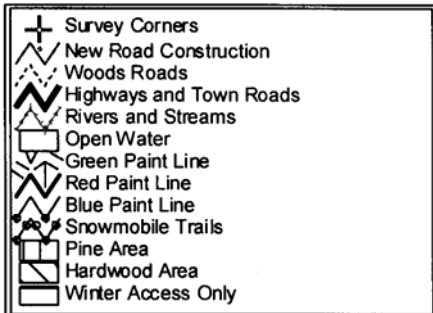 Survey Corners
New Road Construction
Woods Roads
Highways and Town Roads
Rivers and Streams
Open Water
Green Paint Line
Red Paint Line
Blue Paint Line
Snowmobile Trails
Pine Area
Hardwood Area
Winter Access Only